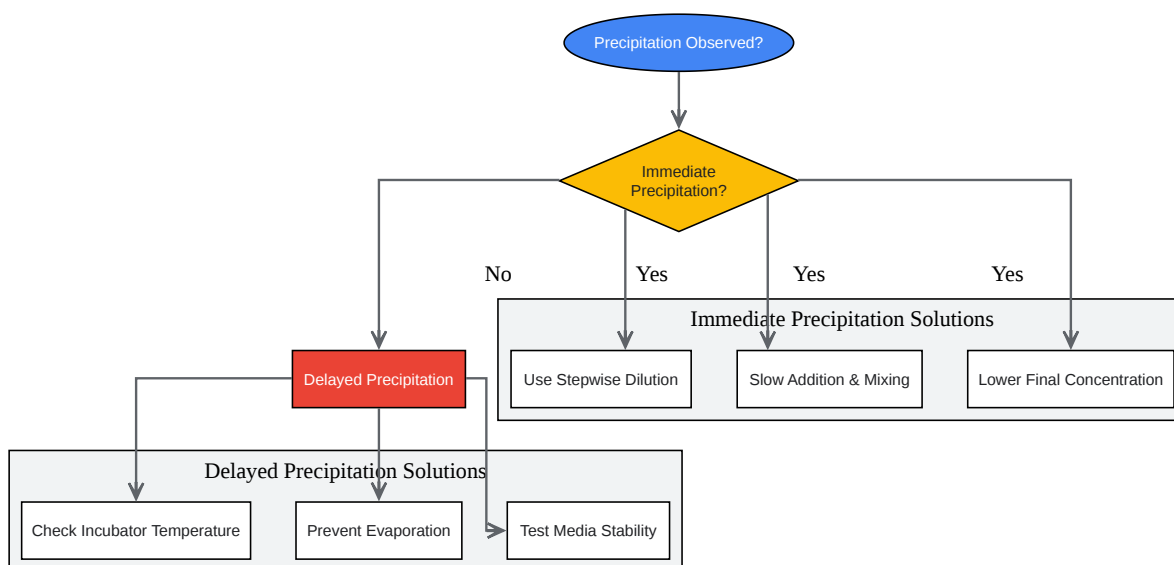 Precipitation Observed?
Immediate
Precipitation?
No
Yes
Yes
Yes
Immediate Precipitation Solutions
Use Stepwise Dilution
Slow Addition & Mixing
Lower Final Concentration
Delayed Precipitation
Delayed Precipitation Solutions
Check Incubator Temperature
Prevent Evaporation
Test Media Stability